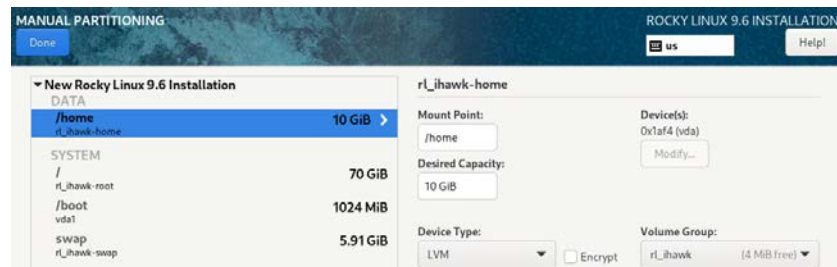 MANUAL PARTITIONING
ROCKY LINUX 9.6 INSTALLATION
Done
us
Help!
New Rocky Linux 9.6 Installation
DATA
/home
10 GiB
rl_ihawk-home
SYSTEM
/
70 GiB
rl_ihawk-root
/boot
1024 MiB
vda1
swap
5.91 GiB
rl_ihawk-swap
rl_ihawk-home
Mount Point:
/home
Desired Capacity:
10 GiB
Device(s):
0x1af4 (vda)
Modify...
Device Type:
LVM
Encrypt
Volume Group:
rl_ihawk (4 MiB free)